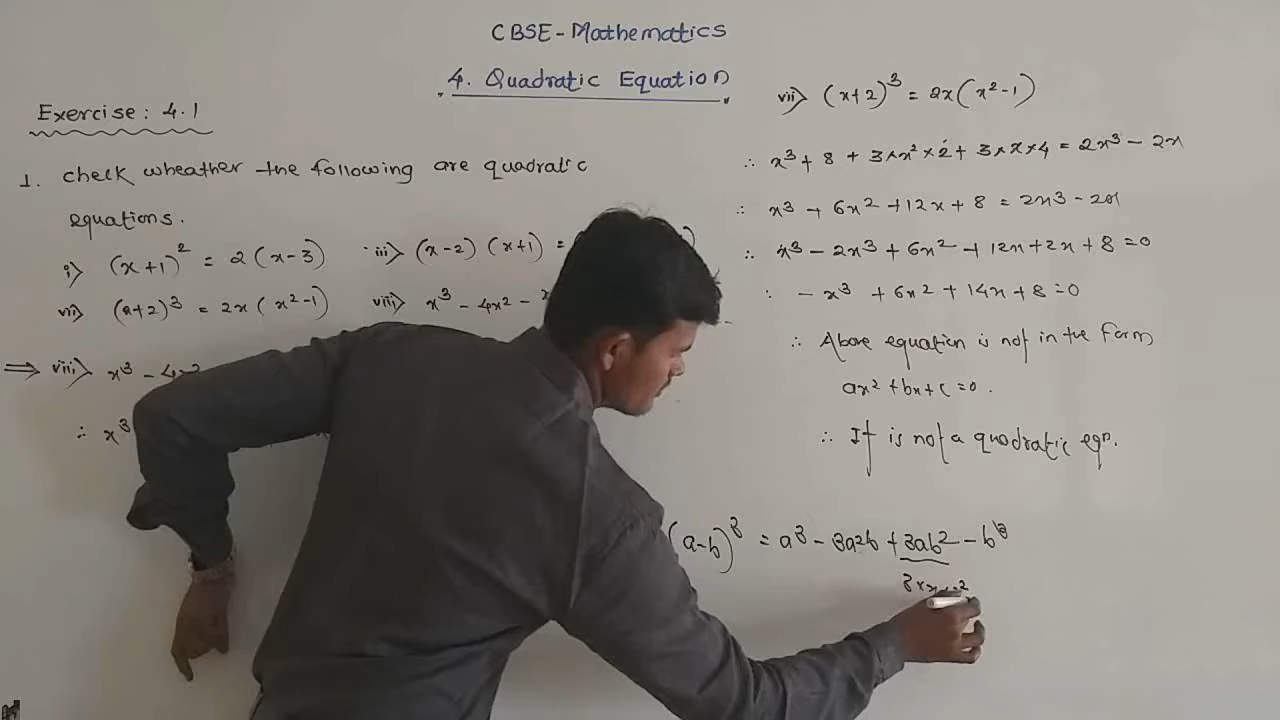 CBSE - Mathematics
4. Quadratic Equation
Exercise: 4.1
1. check wheather the following are quadratic
equations.
i) (x+1)² = 2(x-3) iii) (x-2) (x+1) = )
vii) (x+2)³ = 2x(x²-1) viii) x³ - 4x² -
⇒ viii) x³ - 4x²
∴ x³
vii) (x+2)³ = 2x(x²-1)
∴ x³ + 8 + 3×x²×2 + 3×x×4 = 2x³ - 2x
∴ x³ + 6x² + 12x + 8 = 2x3 - 2x
∴ x³ - 2x³ + 6x² + 12x + 2x + 8 = 0
∴ - x³ + 6x² + 14x + 8 = 0
∴ Above equation is not in the form
ax² + bx + c = 0.
∴ It is not a quadratic eqn.
(a-b)³ = a³ - 3a²b + 3ab² - b³
3×x